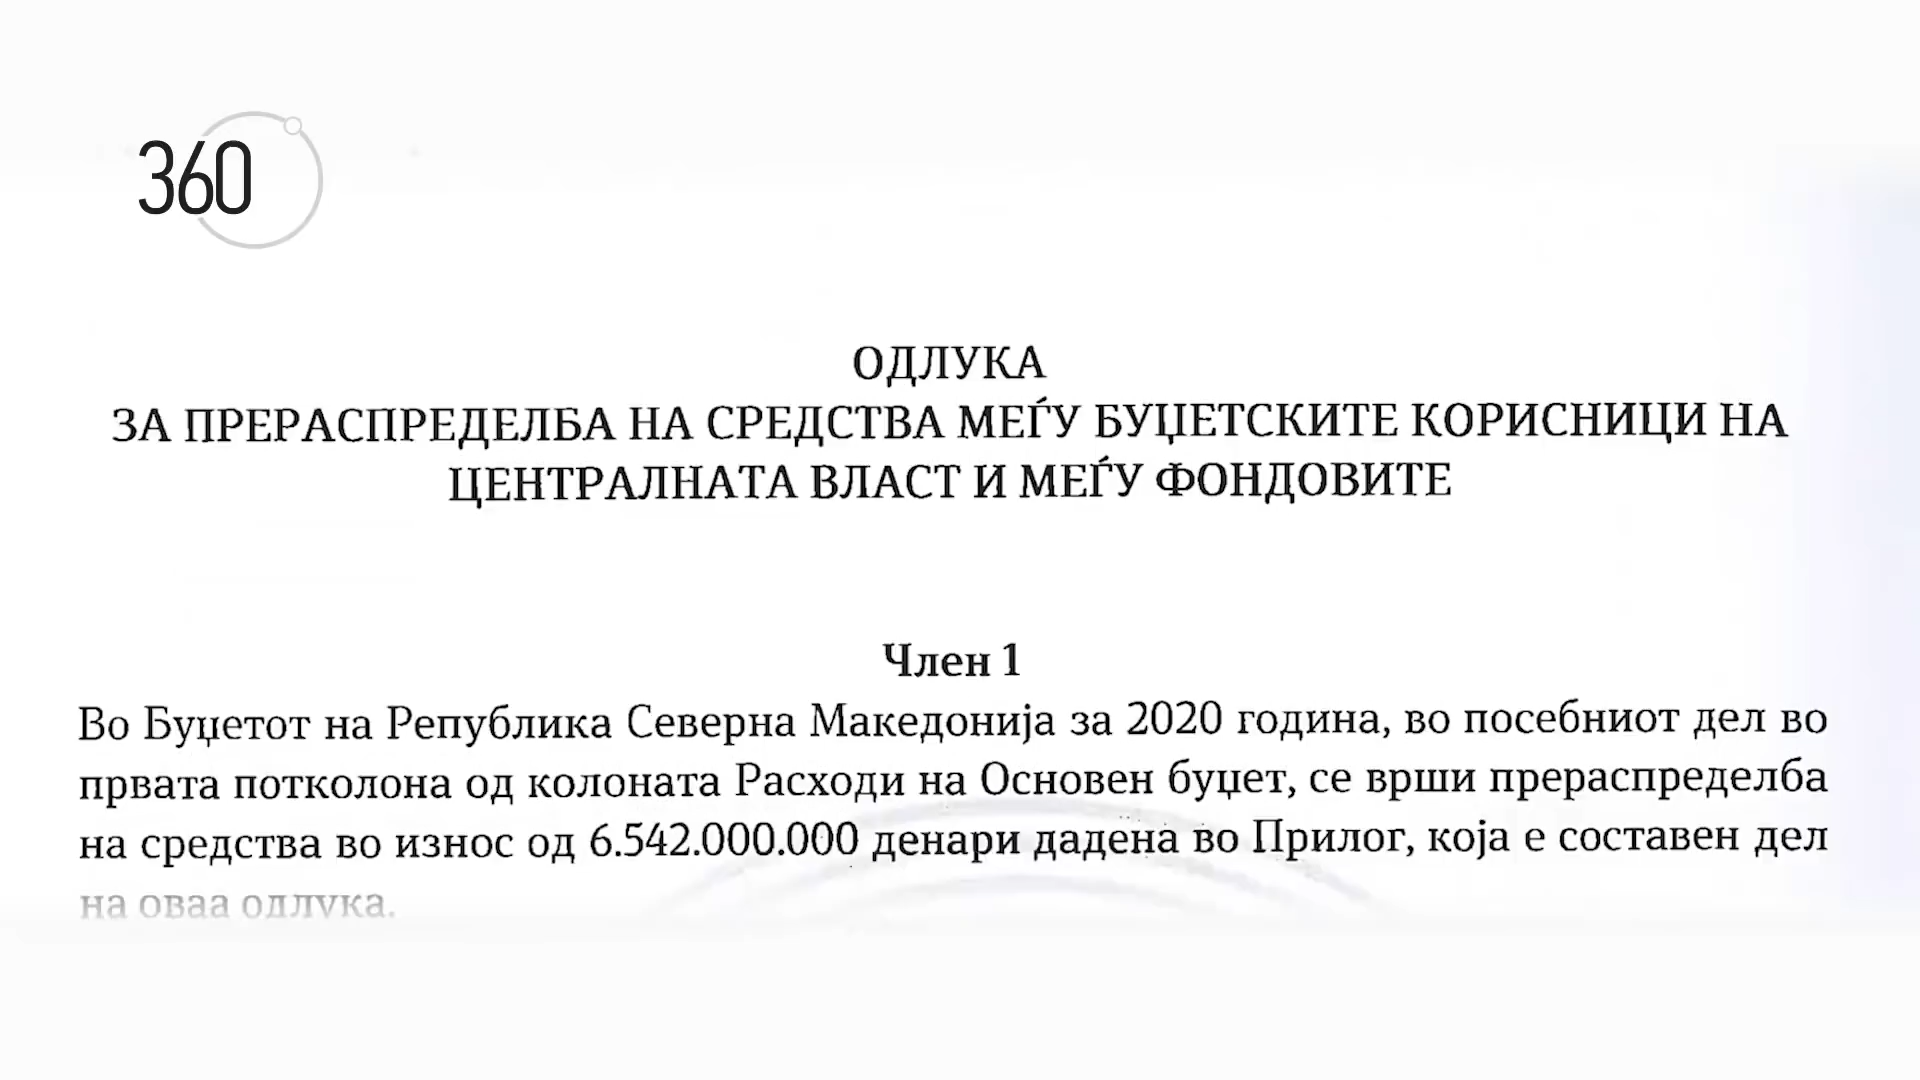 360
ОДЛУКА
ЗА ПРЕРАСПРЕДЕЛБА НА СРЕДСТВА МЕЃУ БУЏЕТСКИТЕ КОРИСНИЦИ НА
ЦЕНТРАЛНАТА ВЛАСТ И МЕЃУ ФОНДОВИТЕ
Член 1
Во Буџетот на Република Северна Македонија за 2020 година, во посебниот дел во
првата потколона од колоната Расходи на Основен буџет, се врши прераспределба
на средства во износ од 6.542.000.000 денари дадена во Прилог, која е составен дел
на оваа одлука.